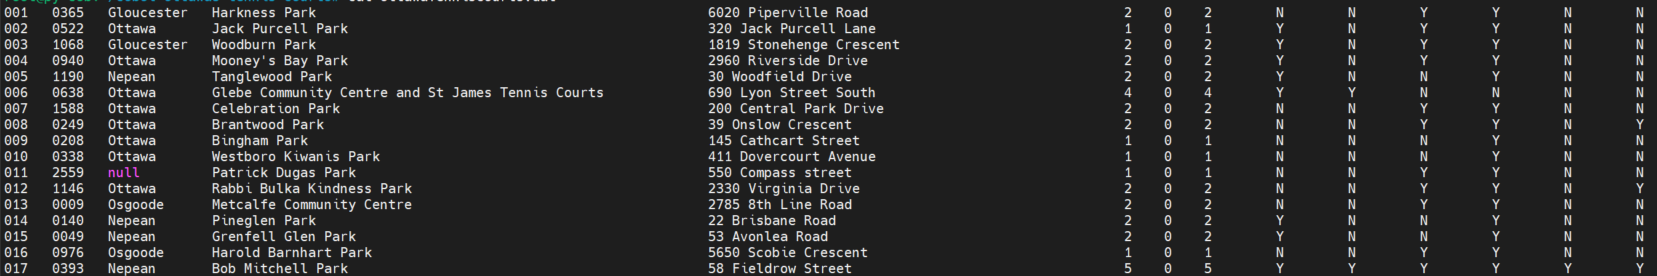 001 0365 Gloucester Harkness Park 6020 Piperville Road 2 0 2 N N Y Y N N
002 0522 Ottawa Jack Purcell Park 320 Jack Purcell Lane 1 0 1 Y N Y Y N N
003 1068 Gloucester Woodburn Park 1819 Stonehenge Crescent 2 0 2 Y N Y Y N N
004 0940 Ottawa Mooney's Bay Park 2960 Riverside Drive 2 0 2 Y N Y Y N N
005 1190 Nepean Tanglewood Park 30 Woodfield Drive 2 0 2 Y N N Y N N
006 0638 Ottawa Glebe Community Centre and St James Tennis Courts 690 Lyon Street South 4 0 4 Y Y N N N N
007 1588 Ottawa Celebration Park 200 Central Park Drive 2 0 2 N N Y Y N N
008 0249 Ottawa Brantwood Park 39 Onslow Crescent 2 0 2 N N Y Y N Y
009 0208 Ottawa Bingham Park 145 Cathcart Street 1 0 1 N N Y Y N N
010 0338 Ottawa Westboro Kiwanis Park 411 Dovercourt Avenue 1 0 1 N N N Y N N
011 2559 null Patrick Dugas Park 550 Compass street 1 0 1 N N Y Y N N
012 1146 Ottawa Rabbi Bulka Kindness Park 2330 Virginia Drive 2 0 2 N N Y Y N Y
013 0009 Osgoode Metcalfe Community Centre 2785 8th Line Road 2 0 2 N N Y Y N N
014 0140 Nepean Pineglen Park 22 Brisbane Road 2 0 2 Y N Y Y N N
015 0049 Nepean Grenfell Glen Park 53 Avonlea Road 2 0 2 Y N N Y N N
016 0976 Osgoode Harold Barnhart Park 5650 Scobie Crescent 1 0 1 N N Y Y N N
017 0393 Nepean Bob Mitchell Park 58 Fieldrow Street 5 0 5 Y Y Y Y Y Y